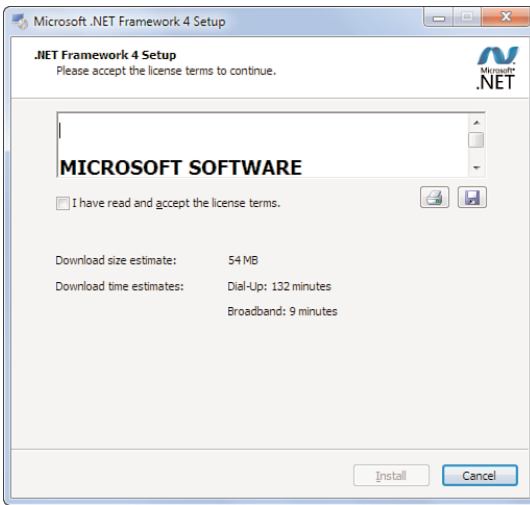 Microsoft .NET Framework 4 Setup
.NET Framework 4 Setup
Please accept the license terms to continue.
Microsoft®
.NET
MICROSOFT SOFTWARE
I have read and accept the license terms.
Download size estimate: 54 MB
Download time estimates: Dial-Up: 132 minutes
Broadband: 9 minutes
Install Cancel